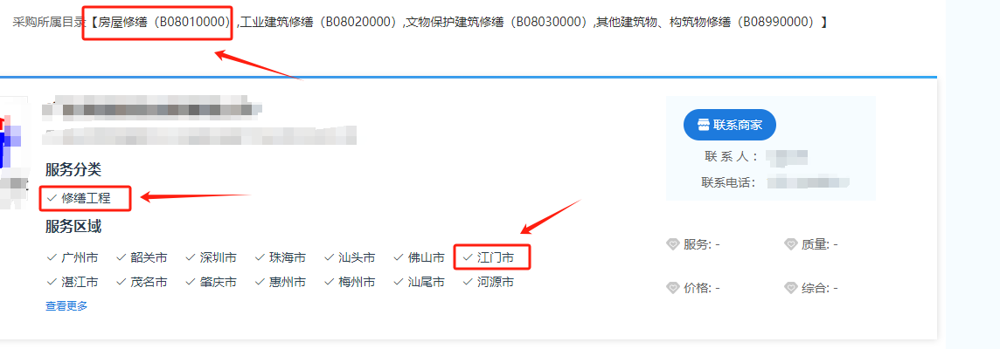 采购所属目录【房屋修缮（B08010000）,工业建筑修缮（B08020000）,文物保护建筑修缮（B08030000）,其他建筑物、构筑物修缮（B08990000）】
联系商家
联 系 人：
联系电话：
服务分类
修缮工程
服务区域
广州市 韶关市 深圳市 珠海市 汕头市 佛山市 江门市
湛江市 茂名市 肇庆市 惠州市 梅州市 汕尾市 河源市
查看更多
服务: - 质量: -
价格: - 综合: -